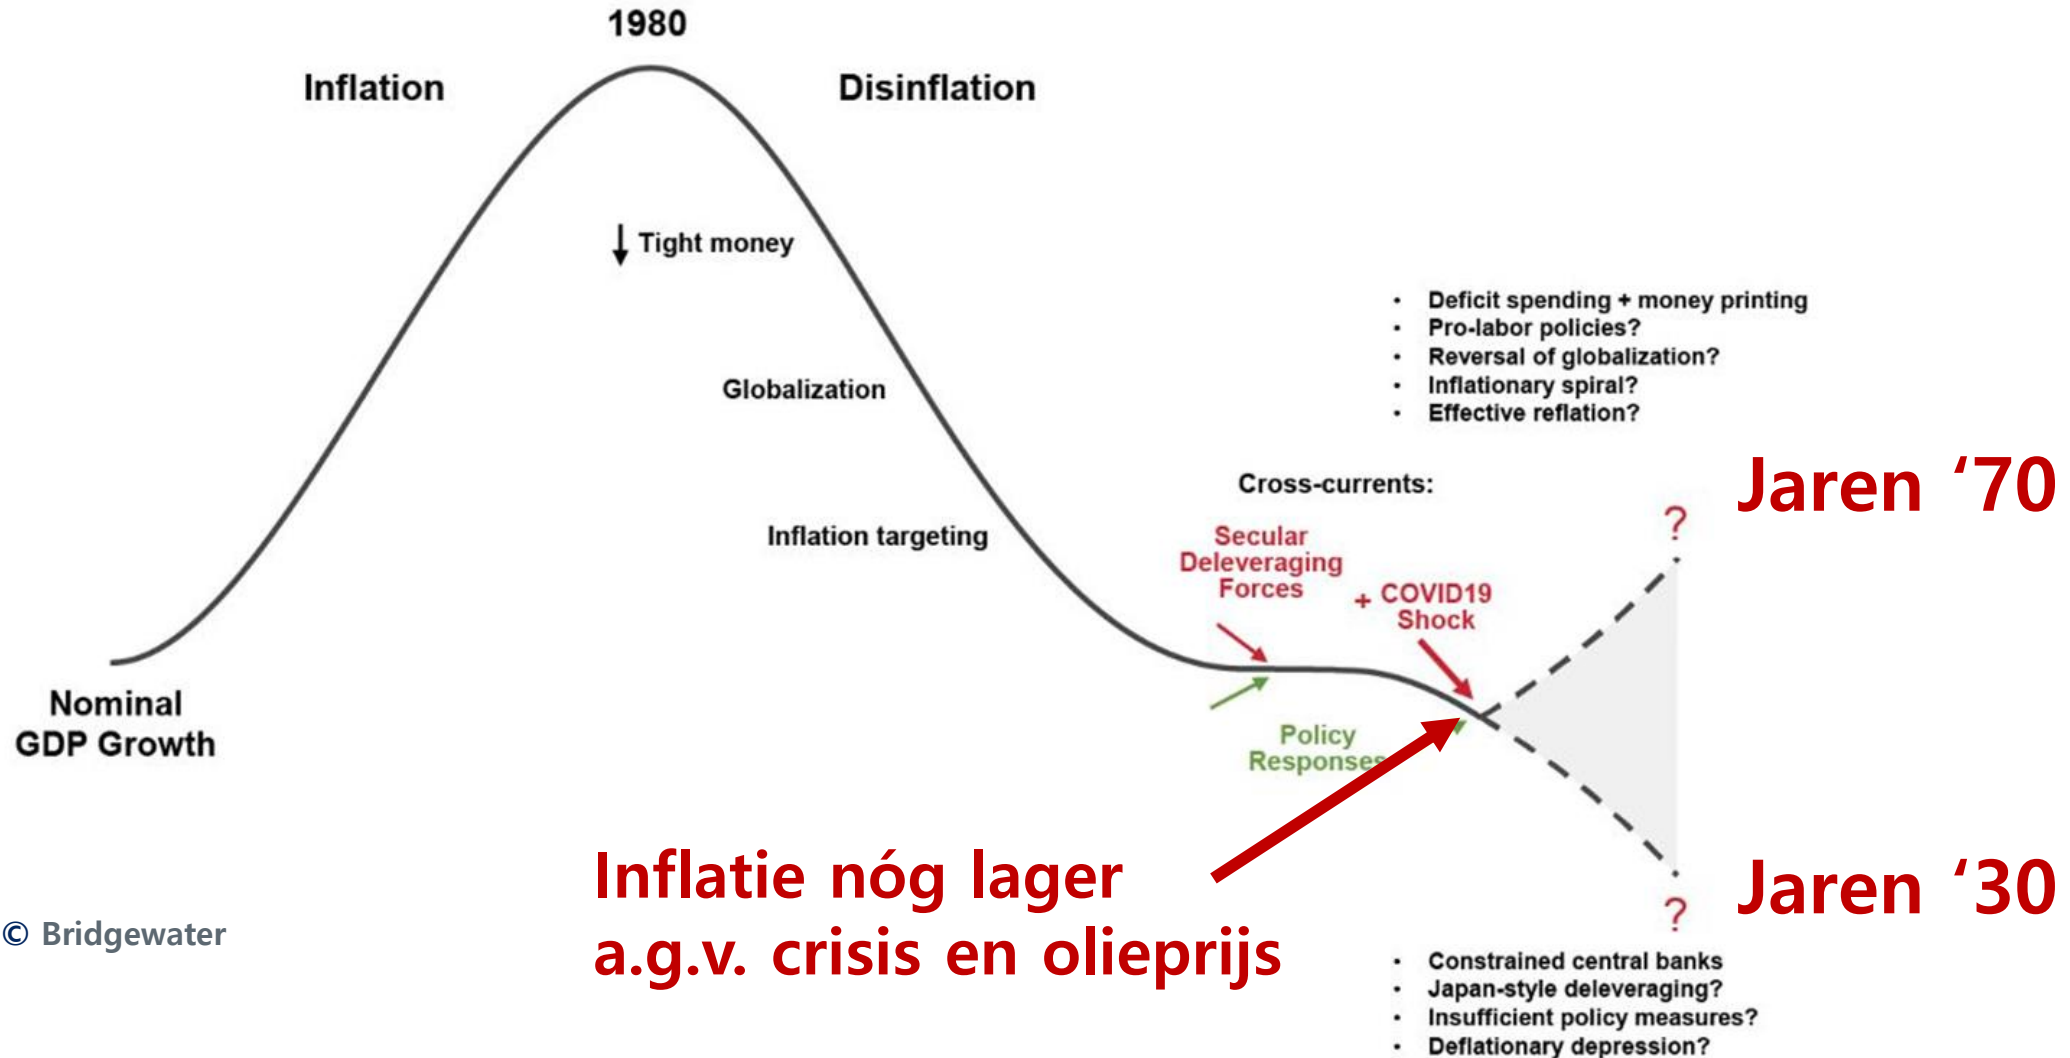 1980
Inflation
Disinflation
Tight money
Globalization
Inflation targeting
• Deficit spending + money printing
• Pro-labor policies?
• Reversal of globalization?
• Inflationary spiral?
• Effective reflation?
Jaren ‘70
Cross-currents:
?
Secular
Deleveraging
Forces
+ COVID19
Shock
Nominal
GDP Growth
Policy
Responses
Inflatie nóg lager
a.g.v. crisis en olieprijs
Jaren ‘30
?
© Bridgewater
• Constrained central banks
• Japan-style deleveraging?
• Insufficient policy measures?
• Deflationary depression?